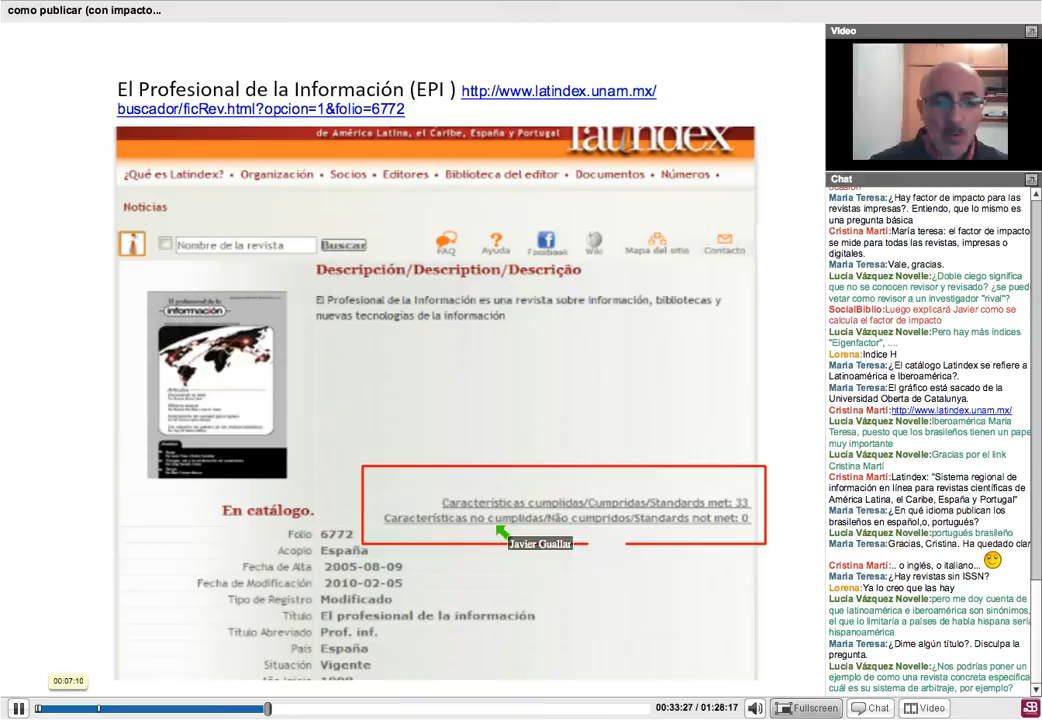 como publicar (con impacto...
El Profesional de la Información (EPI ) http://www.latindex.unam.mx/
buscador/ficRev.html?opcion=1&folio=6772
de América Latina, el Caribe, España y Portugal
latindex
¿Qué es Latindex? • Organización • Socios • Editores • Biblioteca del editor • Documentos • Números •
Noticias
Nombre de la revista
Buscar
FAQ
Ayuda
Facebook
Wiki
Mapa del sitio
Contacto
Descripción/Description/Descrição
El Profesional de la Información es una revista sobre información, bibliotecas y
nuevas tecnologías de la información
El profesional de la
información
Características cumplidas/Cumpridas/Standards met: 33
Características no cumplidas/Não cumpridos/Standards not met: 0
Javier Guallar
En catálogo.
Folio 6772
Acopio España
Fecha de Alta 2005-08-09
Fecha de Modificación 2010-02-05
Tipo de Registro Modificado
Título El profesional de la información
Título Abreviado Prof. inf.
País España
Situación Vigente
00:07:10
00:33:27 / 01:28:17
Fullscreen
Chat
Video
Video
Chat
Maria Teresa:¿Hay factor de impacto para las
revistas impresas?. Entiendo, que lo mismo es
una pregunta básica
Cristina Martí:María teresa: el factor de impacto
se mide para todas las revistas, impresas o
digitales.
Maria Teresa:Vale, gracias.
Lucía Vázquez Novelle:¿Doble ciego significa
que no se conocen revisor y revisado? ¿se pued
vetar como revisor a un investigador "rival"?
SocialBiblio:Luego explicará Javier como se
calcula el factor de impacto
Lucía Vázquez Novelle:Pero hay más índices
"Eigenfactor", ....
Lorena:Indice H
Maria Teresa:¿El catálogo Latindex se refiere a
Latinoamérica e Iberoamérica?.
Maria Teresa:El gráfico está sacado de la
Universidad Oberta de Catalunya.
Cristina Martí:http://www.latindex.unam.mx/
Lucía Vázquez Novelle:Iberoamérica Maria
Teresa, puesto que los brasileños tienen un pape
muy importante
Lucía Vázquez Novelle:Gracias por el link
Cristina Martí
Cristina Martí:Latindex: "Sistema regional de
información en línea para revistas científicas de
América Latina, el Caribe, España y Portugal"
Maria Teresa:¿En qué idioma publican los
brasileños en español,o, portugués?
Lucía Vázquez Novelle:portugués brasileño
Maria Teresa:Gracias, Cristina. Ha quedado clar
Cristina Martí:.. o inglés, o italiano...
Maria Teresa:¿Hay revistas sin ISSN?
Lorena:Ya lo creo que las hay
Lucía Vázquez Novelle:pero me doy cuenta de
que latinoamérica e iberoamérica son sinónimos,
el que lo limitaría a países de habla hispana sería
hispanoamérica
Maria Teresa:¿Dime algún título?. Disculpa la
pregunta.
Lucía Vázquez Novelle:¿Nos podrías poner un
ejemplo de como una revista concreta especifica
cuál es su sistema de arbitraje, por ejemplo?